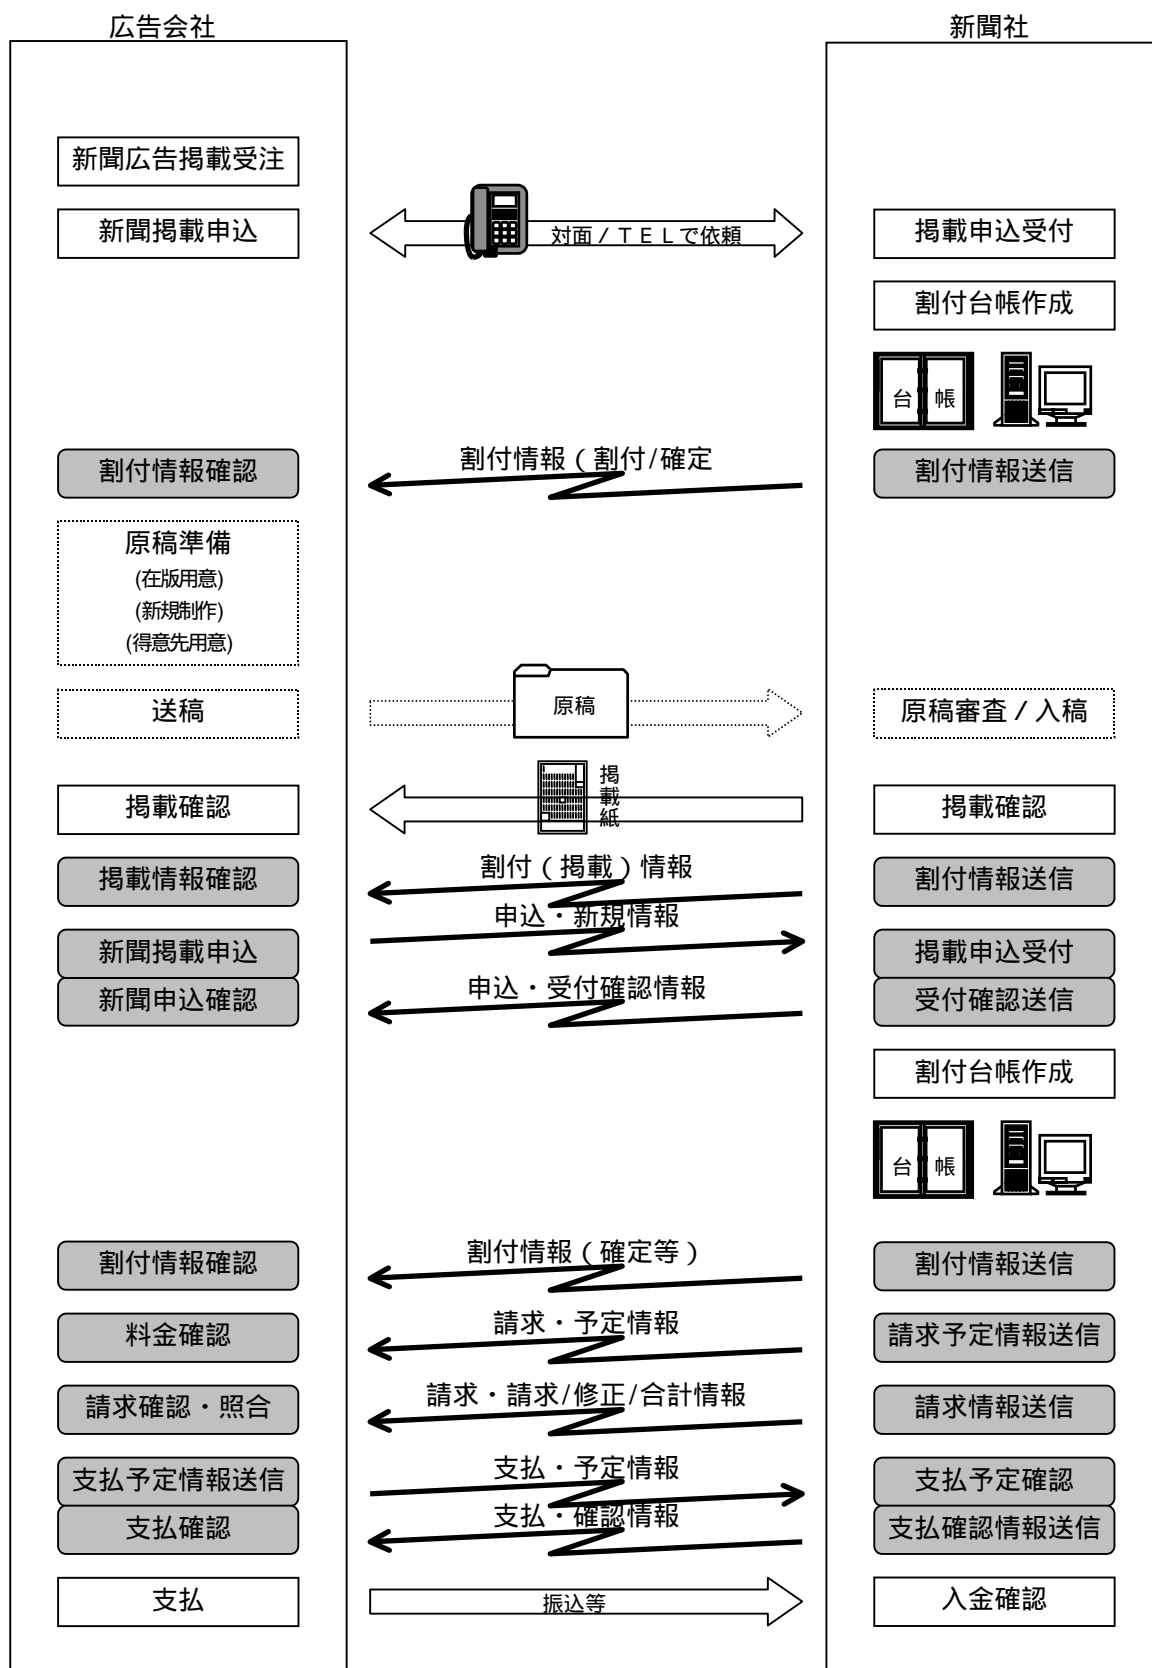 広告会社
新聞社
新聞広告掲載受注
新聞掲載申込
対面/TELで依頼
掲載申込受付
割付台帳作成
台 帳
割付情報確認
割付情報(割付/確定
割付情報送信
原稿準備
(在版用意)
(新規制作)
(得意先用意)
送稿
原稿
原稿審査/入稿
掲載確認
掲載紙
掲載確認
掲載情報確認
割付(掲載)情報
割付情報送信
新聞掲載申込
申込・新規情報
掲載申込受付
新聞申込確認
申込・受付確認情報
受付確認送信
割付台帳作成
台 帳
割付情報確認
割付情報(確定等)
割付情報送信
料金確認
請求・予定情報
請求予定情報送信
請求確認・照合
請求・請求/修正/合計情報
請求情報送信
支払予定情報送信
支払・予定情報
支払予定確認
支払確認
支払・確認情報
支払確認情報送信
支払
振込等
入金確認